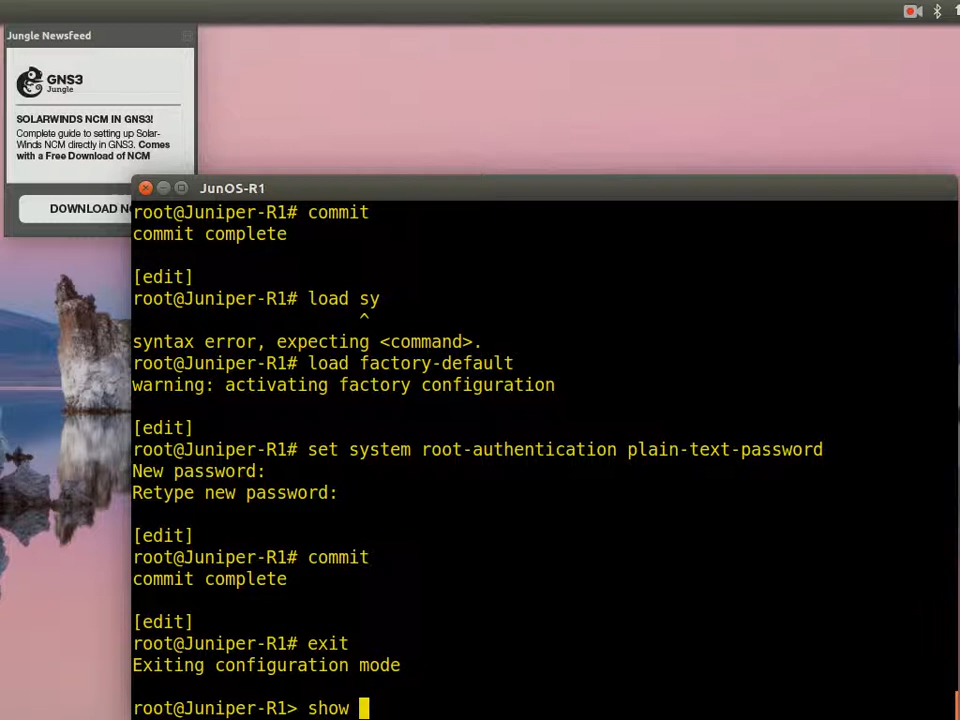 Jungle Newsfeed
GNS3
Jungle
SOLARWINDS NCM IN GNS3!
Complete guide to setting up Solar-
Winds NCM directly in GNS3. Comes
with a Free Download of NCM
DOWNLOAD
JunOS-R1
root@Juniper-R1# commit
commit complete
[edit]
root@Juniper-R1# load sy
^
syntax error, expecting <command>.
root@Juniper-R1# load factory-default
warning: activating factory configuration
[edit]
root@Juniper-R1# set system root-authentication plain-text-password
New password:
Retype new password:
[edit]
root@Juniper-R1# commit
commit complete
[edit]
root@Juniper-R1# exit
Exiting configuration mode
root@Juniper-R1> show